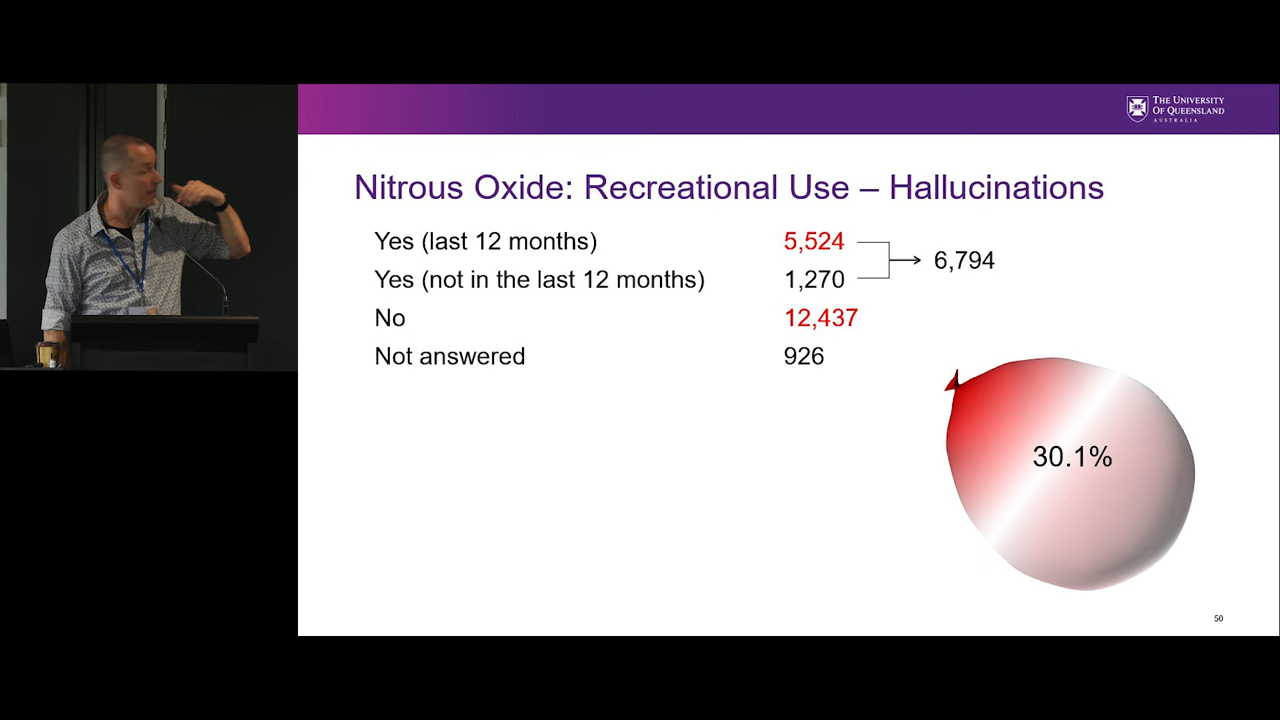 THE UNIVERSITY
OF QUEENSLAND
AUSTRALIA
Nitrous Oxide: Recreational Use – Hallucinations
Yes (last 12 months) 5,524
6,794
Yes (not in the last 12 months) 1,270
No 12,437
Not answered 926
30.1%
50